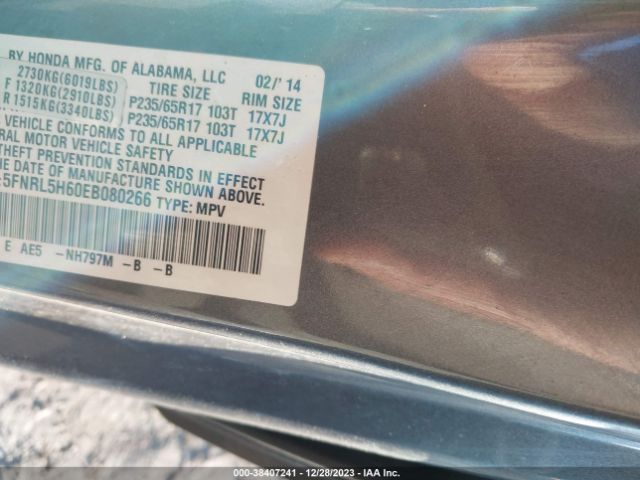 BY HONDA MFG. OF ALABAMA, LLC 02/'14
2730KG(6019LBS) TIRE SIZE RIM SIZE
F 1320KG(2910LBS) P235/65R17 103T 17X7J
R 1515KG(3340LBS) P235/65R17 103T 17X7J
VEHICLE CONFORMS TO ALL APPLICABLE
RAL MOTOR VEHICLE SAFETY
THEFT PREVENTION STANDARDS IN EFFECT
E DATE OF MANUFACTURE SHOWN ABOVE.
:5FNRL5H60EB080266 TYPE: MPV
E AE5 -NH797M -B -B
000-38407241 - 12/28/2023 - IAA Inc.